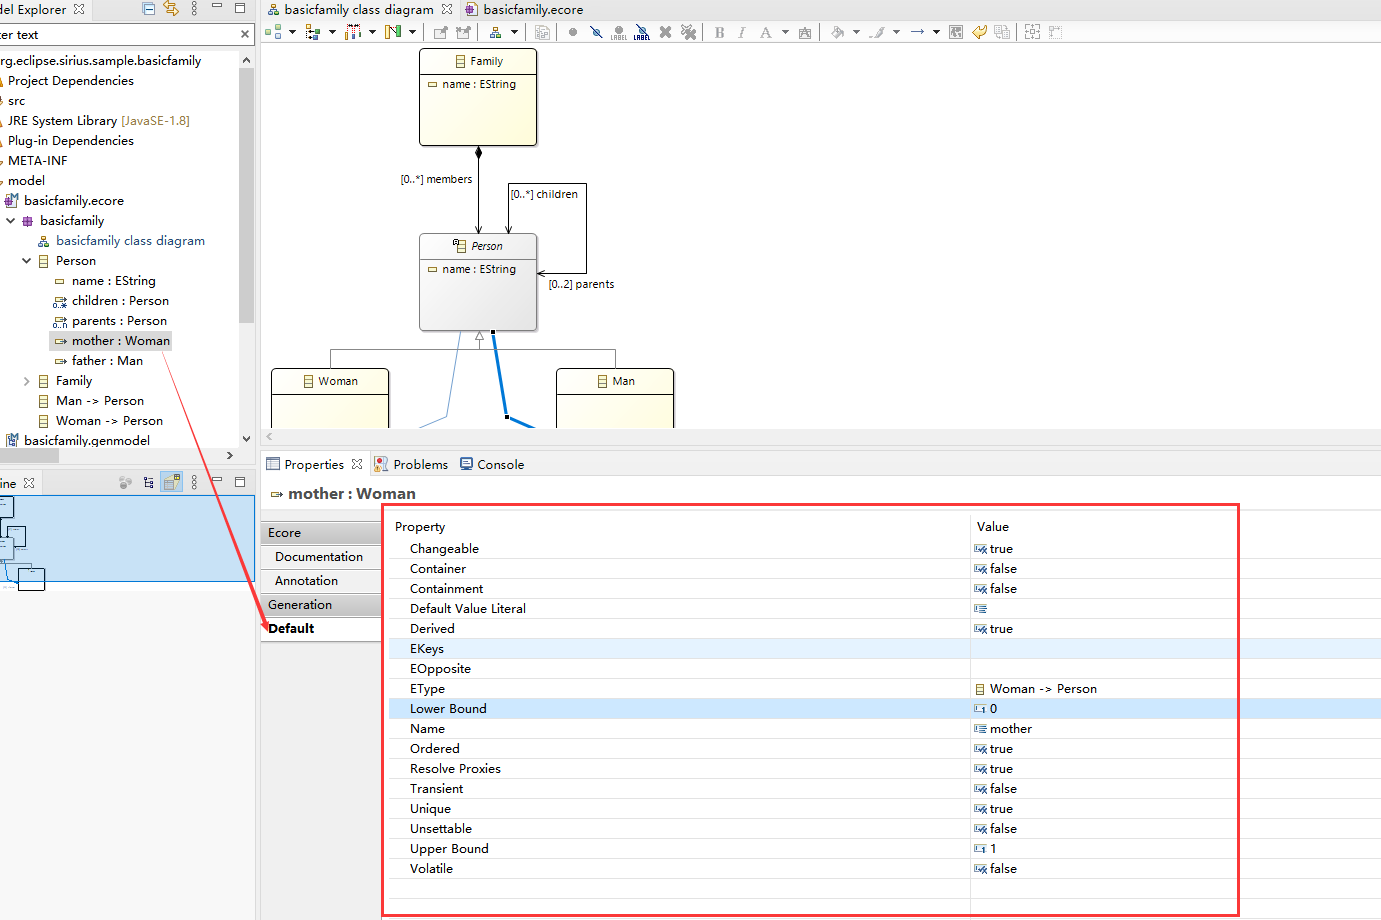 del Explorer
ter text
rg.eclipse.sirius.sample.basicfamily
Project Dependencies
src
JRE System Library [JavaSE-1.8]
Plug-in Dependencies
META-INF
model
basicfamily.ecore
basicfamily
basicfamily class diagram
Person
name : EString
children : Person
parents : Person
mother : Woman
father : Man
Family
Man -> Person
Woman -> Person
basicfamily.genmodel
ine
basicfamily class diagram
basicfamily.ecore
B I A
Family
name : EString
[0..*] members
[0..*] children
Person
name : EString
[0..2] parents
Woman
Man
Properties
Problems
Console
mother : Woman
Ecore
Documentation
Annotation
Generation
Default
Property Value
Changeable true
Container false
Containment false
Default Value Literal
Derived true
EKeys
EOpposite
EType Woman -> Person
Lower Bound 0
Name mother
Ordered true
Resolve Proxies true
Transient false
Unique true
Unsettable false
Upper Bound 1
Volatile false